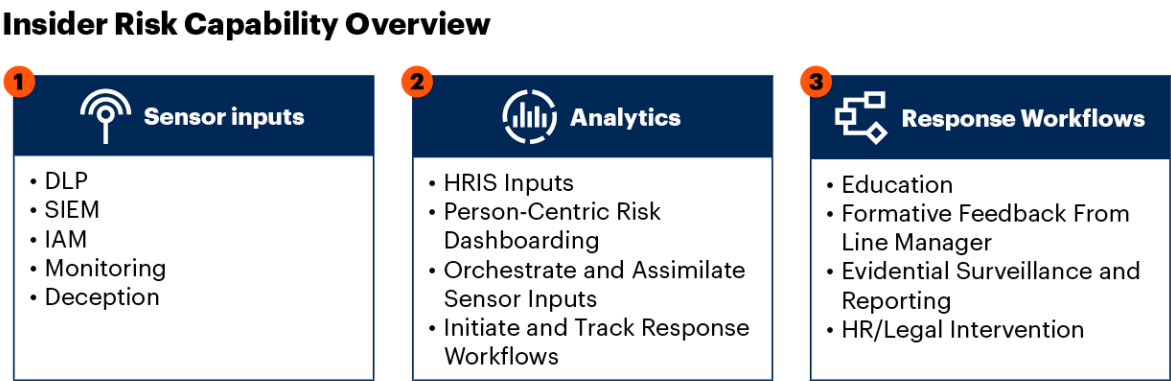 Insider Risk Capability Overview
1
Sensor inputs
• DLP
• SIEM
• IAM
• Monitoring
• Deception
2
Analytics
• HRIS Inputs
• Person-Centric Risk
Dashboarding
• Orchestrate and Assimilate
Sensor Inputs
• Initiate and Track Response
Workflows
3
Response Workflows
• Education
• Formative Feedback From
Line Manager
• Evidential Surveillance and
Reporting
• HR/Legal Intervention